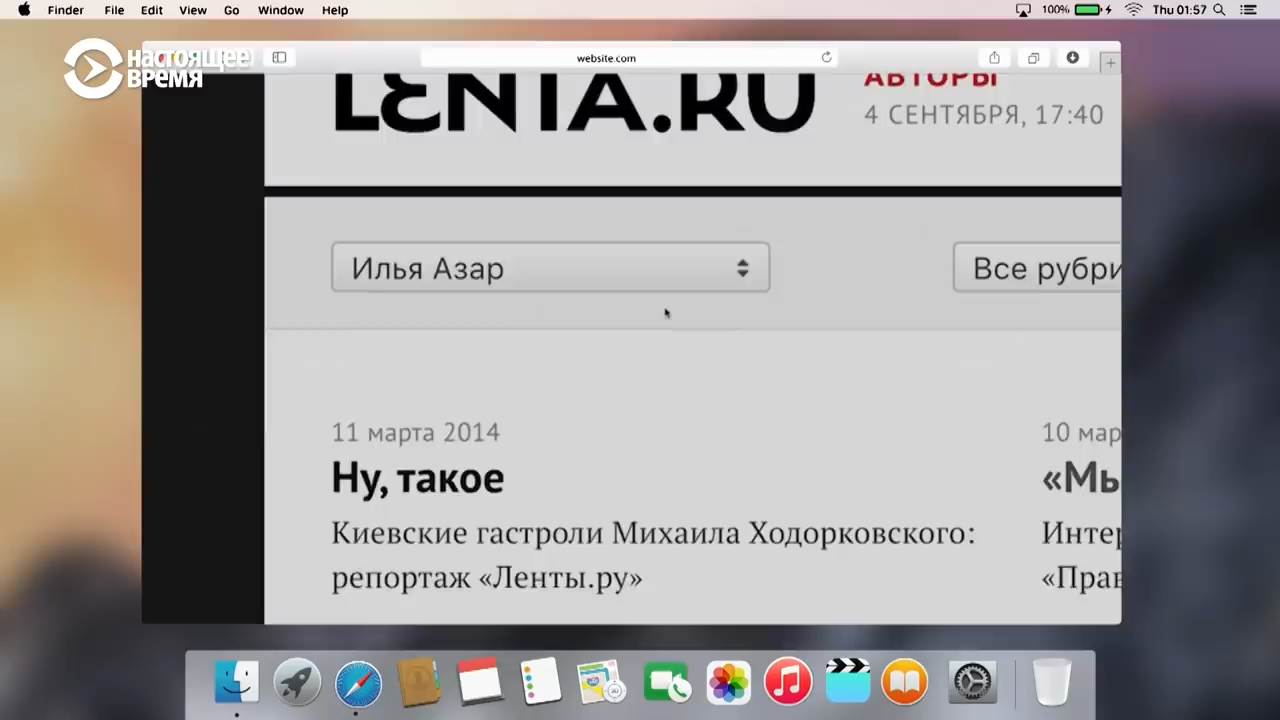 Finder File Edit View Go Window Help 100% Thu 01:57
НАСТОЯЩЕЕ
ВРЕМЯ
website.com
LENTA.RU
АВТОРЫ
4 СЕНТЯБРЯ, 17:40
Илья Азар
Все рубри
11 марта 2014
Ну, такое
Киевские гастроли Михаила Ходорковского:
репортаж «Ленты.ру»
10 мар
«Мы
Интер
«Прав